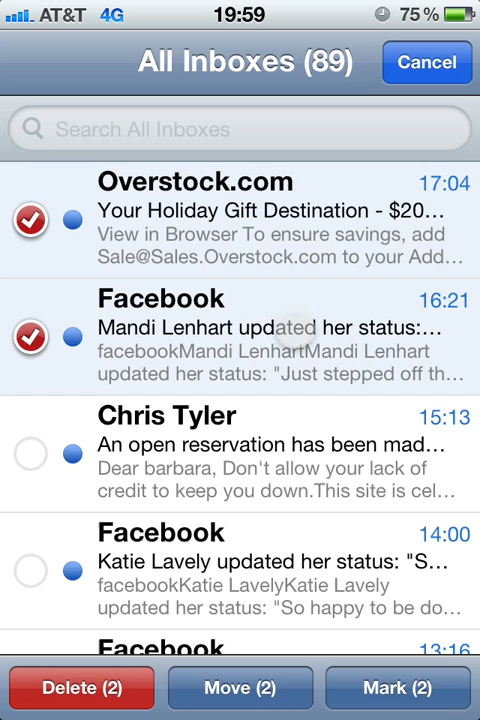 AT&T 4G 19:59 75%
All Inboxes (89) Cancel
Search All Inboxes
Overstock.com 17:04
Your Holiday Gift Destination - $20...
View in Browser To ensure savings, add
Sale@Sales.Overstock.com to your Add...
Facebook 16:21
Mandi Lenhart updated her status:...
facebookMandi LenhartMandi Lenhart
updated her status: "Just stepped off th...
Chris Tyler 15:13
An open reservation has been mad...
Dear barbara, Don't allow your lack of
credit to keep you down.This site is cel...
Facebook 14:00
Katie Lavely updated her status: "S...
facebookKatie LavelyKatie Lavely
updated her status: "So happy to be do...
Facebook 13:16
Delete (2) Move (2) Mark (2)